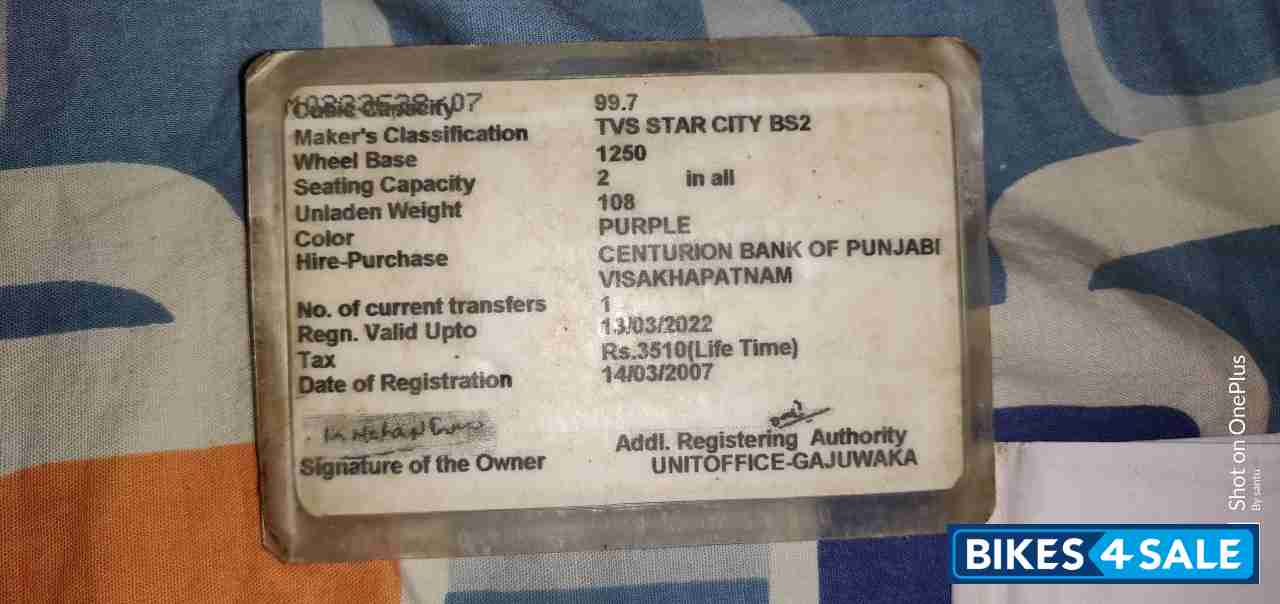 Cubic Capacity 99.7
Maker's Classification TVS STAR CITY BS2
Wheel Base 1250
Seating Capacity 2 in all
Unladen Weight 108
Color PURPLE
Hire-Purchase CENTURION BANK OF PUNJABI
VISAKHAPATNAM
No. of current transfers 1
Regn. Valid Upto 13/03/2022
Tax Rs.3510(Life Time)
Date of Registration 14/03/2007
Signature of the Owner
Addl. Registering Authority
UNITOFFICE-GAJUWAKA
Shot on OnePlus
By santu
BIKES4SALE